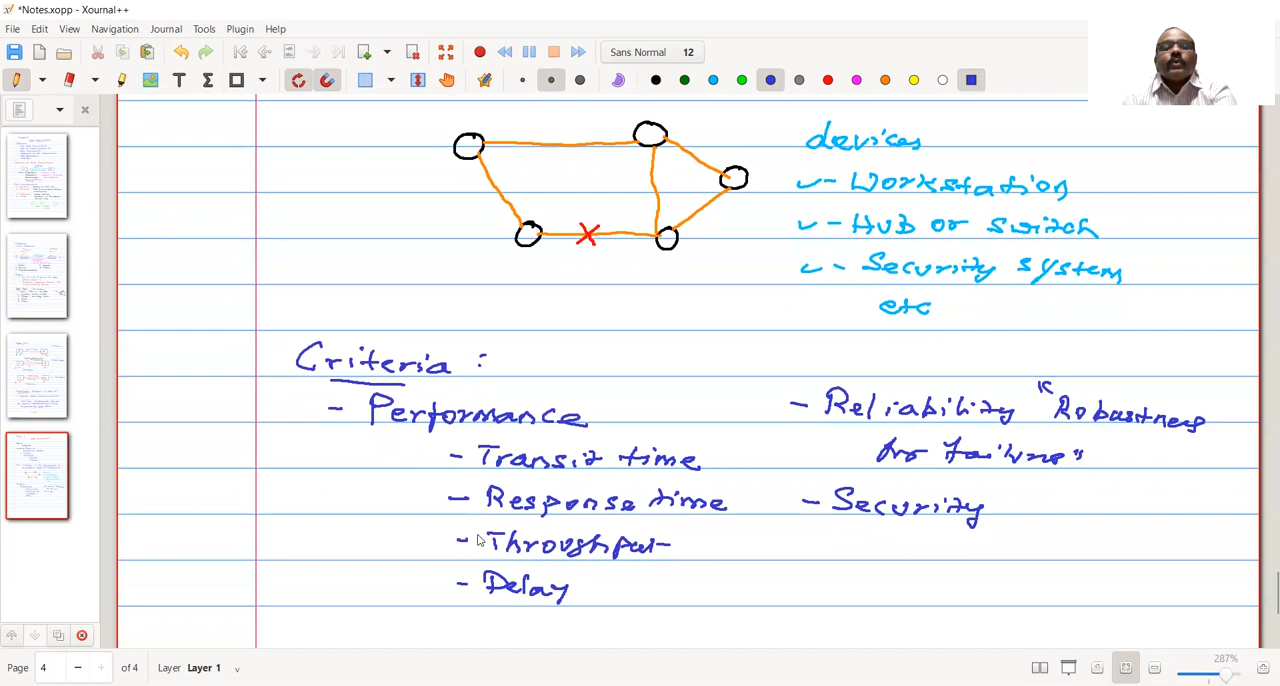 *Notes.xopp - Xournal++
File Edit View Navigation Journal Tools Plugin Help
Sans Normal 12
devices
- Workstation
- Hub or switch
- Security system
etc
Criteria :
- Performance
- Transit time
- Response time
- Throughput
- Delay
- Reliability "Robustness
for failure"
- Security
Page 4 of 4 Layer Layer 1
287%